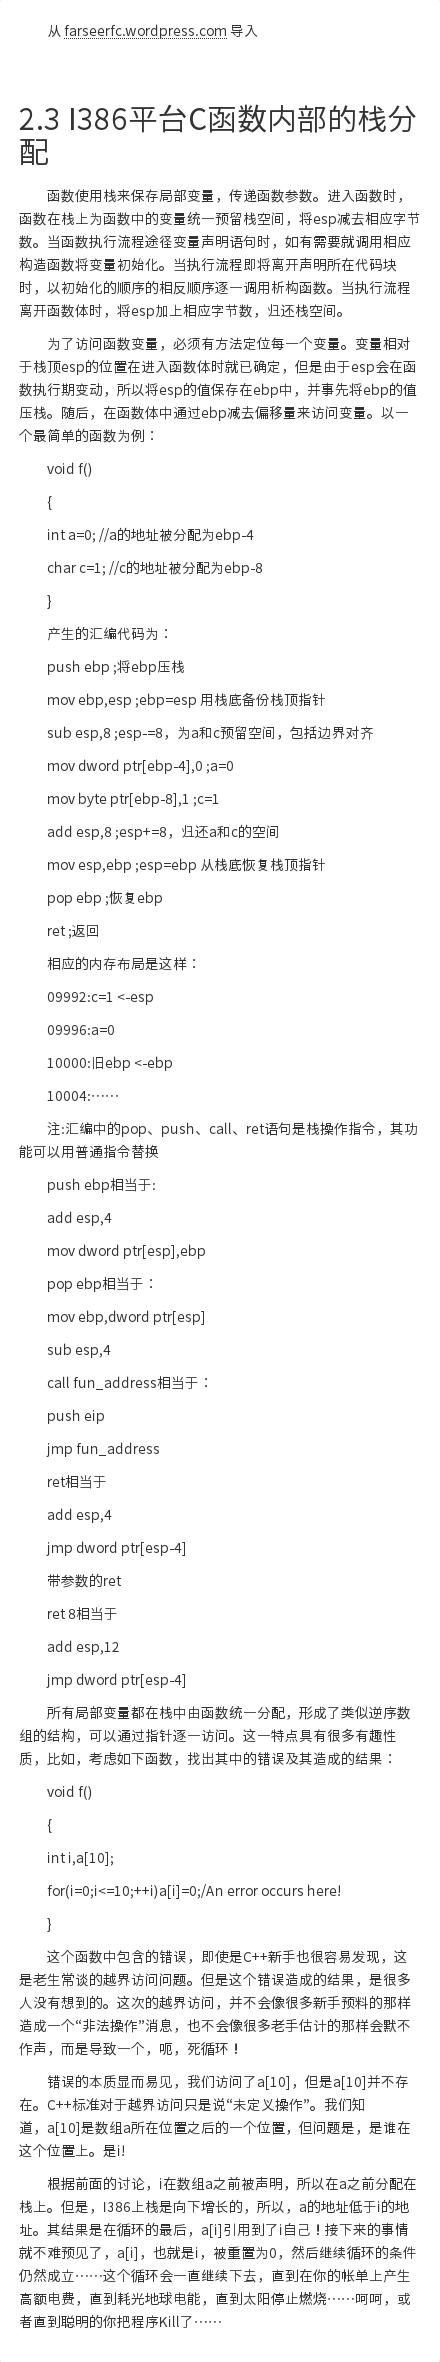 从 farseerfc.wordpress.com 导入
2.3 I386平台C函数内部的栈分
配
函数使用栈来保存局部变量，传递函数参数。进入函数时，
函数在栈上为函数中的变量统一预留栈空间，将esp减去相应字节
数。当函数执行流程途径变量声明语句时，如有需要就调用相应
构造函数将变量初始化。当执行流程即将离开声明所在代码块
时，以初始化的顺序的相反顺序逐一调用析构函数。当执行流程
离开函数体时，将esp加上相应字节数，归还栈空间。
为了访问函数变量，必须有方法定位每一个变量。变量相对
于栈顶esp的位置在进入函数体时就已确定，但是由于esp会在函
数执行期变动，所以将esp的值保存在ebp中，并事先将ebp的值
压栈。随后，在函数体中通过ebp减去偏移量来访问变量。以一
个最简单的函数为例：
void f()
{
int a=0; //a的地址被分配为ebp-4
char c=1; //c的地址被分配为ebp-8
}
产生的汇编代码为：
push ebp ;将ebp压栈
mov ebp,esp ;ebp=esp 用栈底备份栈顶指针
sub esp,8 ;esp-=8，为a和c预留空间，包括边界对齐
mov dword ptr[ebp-4],0 ;a=0
mov byte ptr[ebp-8],1 ;c=1
add esp,8 ;esp+=8，归还a和c的空间
mov esp,ebp ;esp=ebp 从栈底恢复栈顶指针
pop ebp ;恢复ebp
ret ;返回
相应的内存布局是这样：
09992:c=1 <-esp
09996:a=0
10000:旧ebp <-ebp
10004:……
注:汇编中的pop、push、call、ret语句是栈操作指令，其功
能可以用普通指令替换
push ebp相当于:
add esp,4
mov dword ptr[esp],ebp
pop ebp相当于：
mov ebp,dword ptr[esp]
sub esp,4
call fun_address相当于：
push eip
jmp fun_address
ret相当于
add esp,4
jmp dword ptr[esp-4]
带参数的ret
ret 8相当于
add esp,12
jmp dword ptr[esp-4]
所有局部变量都在栈中由函数统一分配，形成了类似逆序数
组的结构，可以通过指针逐一访问。这一特点具有很多有趣性
质，比如，考虑如下函数，找出其中的错误及其造成的结果：
void f()
{
int i,a[10];
for(i=0;i<=10;++i)a[i]=0;/An error occurs here!
}
这个函数中包含的错误，即使是C++新手也很容易发现，这
是老生常谈的越界访问问题。但是这个错误造成的结果，是很多
人没有想到的。这次的越界访问，并不会像很多新手预料的那样
造成一个“非法操作”消息，也不会像很多老手估计的那样会默不
作声，而是导致一个，呃，死循环！
错误的本质显而易见，我们访问了a[10]，但是a[10]并不存
在。C++标准对于越界访问只是说“未定义操作”。我们知
道，a[10]是数组a所在位置之后的一个位置，但问题是，是谁在
这个位置上。是i!
根据前面的讨论，i在数组a之前被声明，所以在a之前分配在
栈上。但是，I386上栈是向下增长的，所以，a的地址低于i的地
址。其结果是在循环的最后，a[i]引用到了i自己！接下来的事情
就不难预见了，a[i]，也就是i，被重置为0，然后继续循环的条件
仍然成立……这个循环会一直继续下去，直到在你的帐单上产生
高额电费，直到耗光地球电能，直到太阳停止燃烧……呵呵，或
者直到聪明的你把程序Kill了……